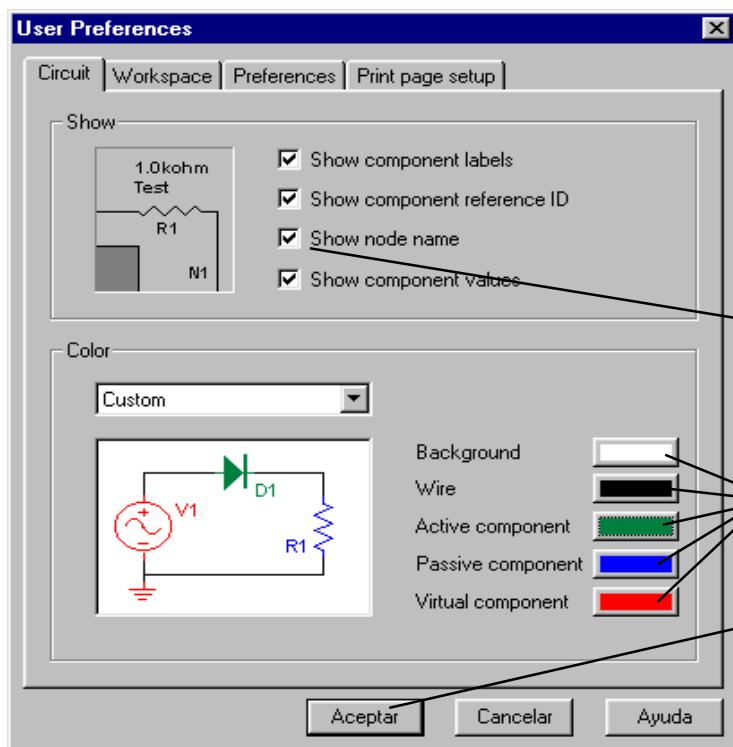 User Preferences
Circuit Workspace Preferences Print page setup
Show
1.0kohm
Test
R1
N1
Show component labels
Show component reference ID
Show node name
Show component values
Color
Custom
V1
D1
R1
Background
Wire
Active component
Passive component
Virtual component
Aceptar Cancelar Ayuda